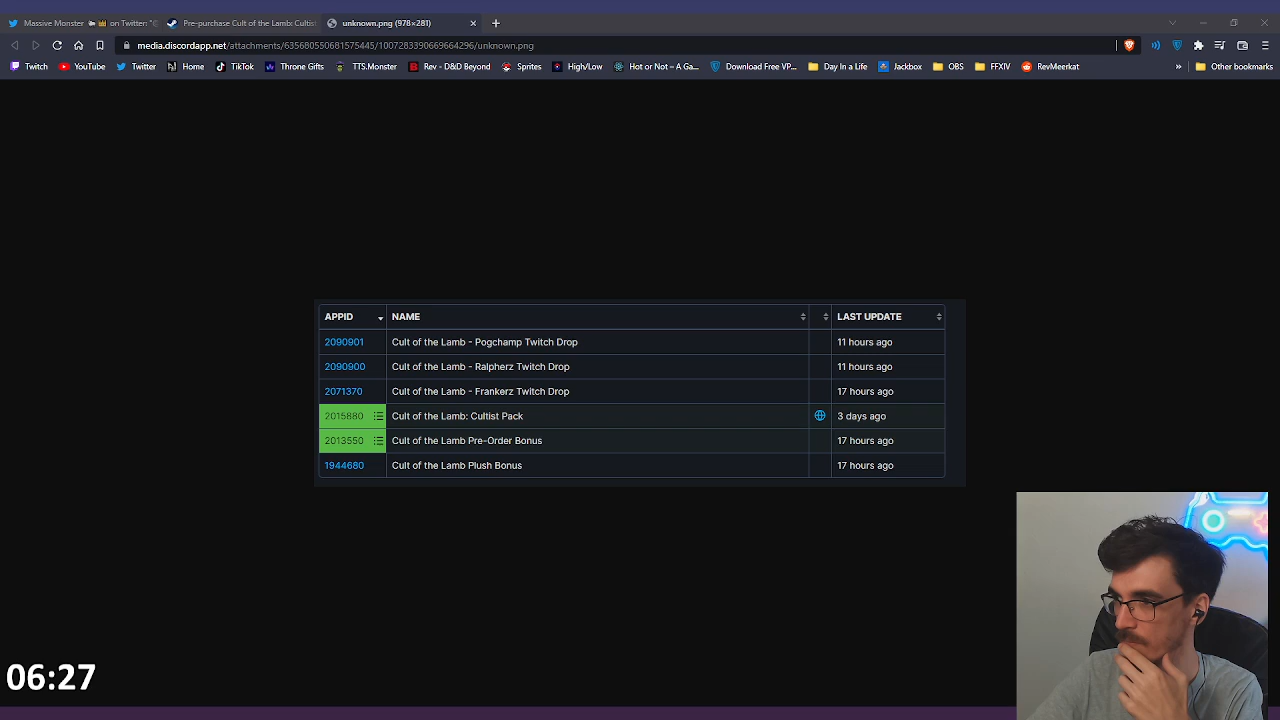 Massive Monster on Twitter: "
Pre-purchase Cult of the Lamb: Cultist
unknown.png (978×281)
media.discordapp.net/attachments/635680550681575445/1007283390669664296/unknown.png
Twitch YouTube Twitter Home TikTok Throne Gifts TTS.Monster Rev - D&D Beyond Sprites High/Low Hot or Not – A Ga... Download Free VP... Day In a Life Jackbox OBS FFXIV RevMeerkat » Other bookmarks
APPID NAME LAST UPDATE
2090901 Cult of the Lamb - Pogchamp Twitch Drop 11 hours ago
2090900 Cult of the Lamb - Ralpherz Twitch Drop 11 hours ago
2071370 Cult of the Lamb - Frankerz Twitch Drop 17 hours ago
2015880 Cult of the Lamb: Cultist Pack 3 days ago
2013550 Cult of the Lamb Pre-Order Bonus 17 hours ago
1944680 Cult of the Lamb Plush Bonus 17 hours ago
06:27